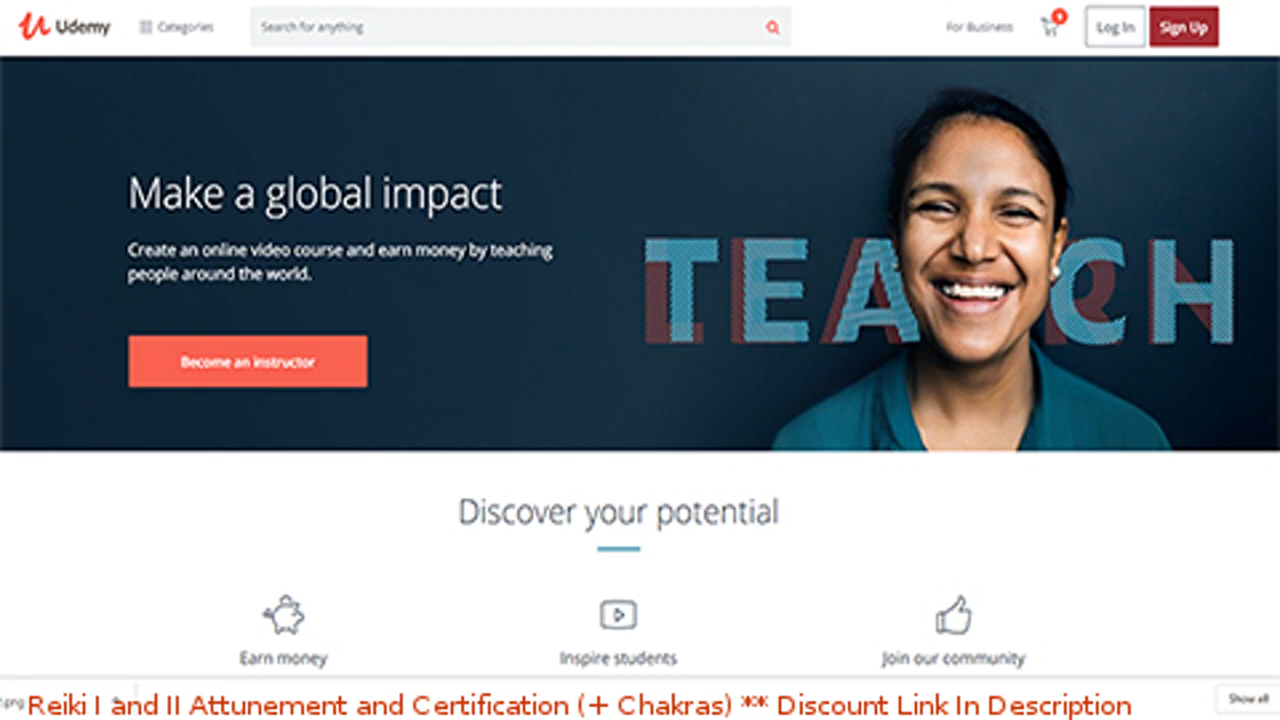 Udemy
Categories
Search for anything
For Business
Log In
Sign Up
Make a global impact
Create an online video course and earn money by teaching
people around the world.
TEACH
Become an instructor
Discover your potential
Earn money
Inspire students
Join our community
.png
Show all
Reiki I and II Attunement and Certification (+ Chakras) ** Discount Link In Description